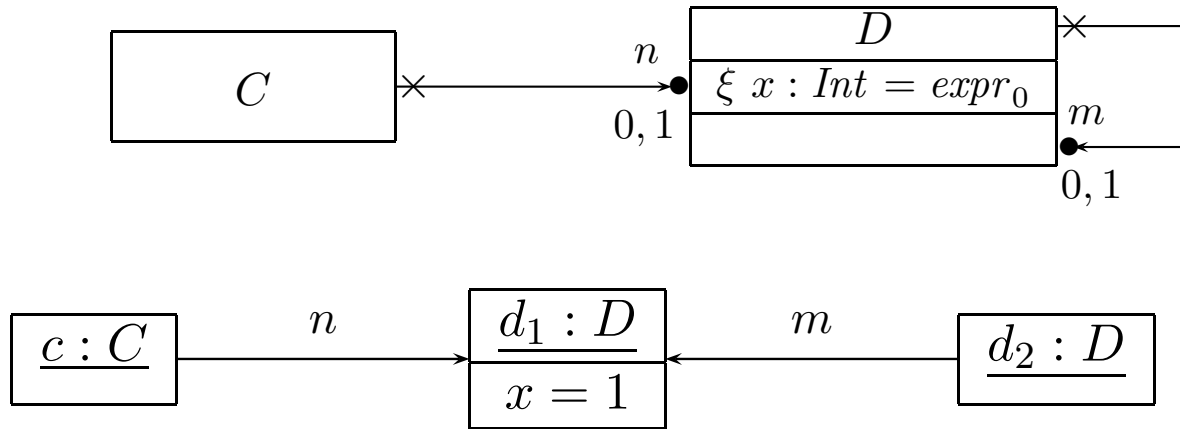 D
n
C
ξ x : Int = expr₀
m
0, 1
0, 1
n
d₁ : D
m
c : C
d₂ : D
x = 1